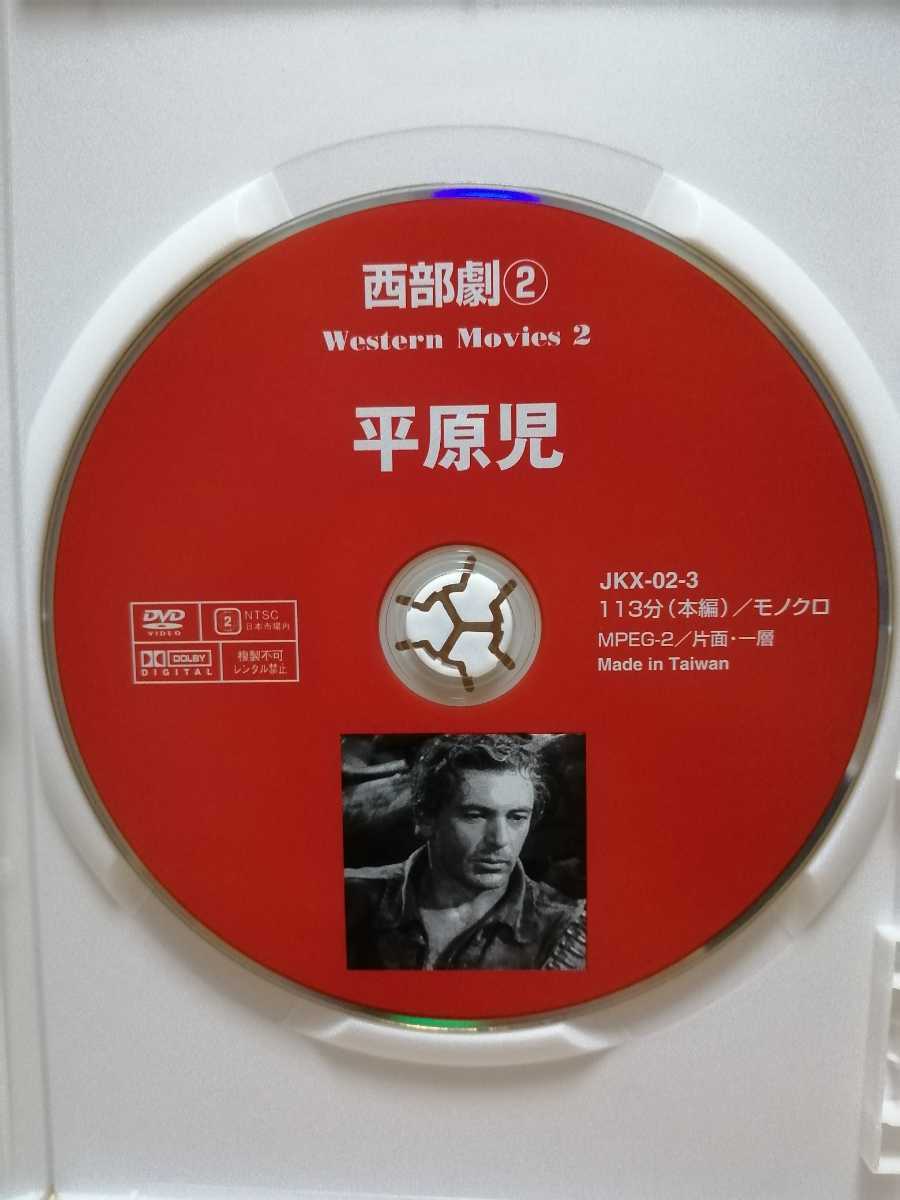 西部劇②
Western Movies 2
平原児
DVD
VIDEO
2
NTSC
日本市場内
DOLBY
DIGITAL
複製不可
レンタル禁止
JKX-02-3
113分(本編)/モノクロ
MPEG-2/片面・一層
Made in Taiwan